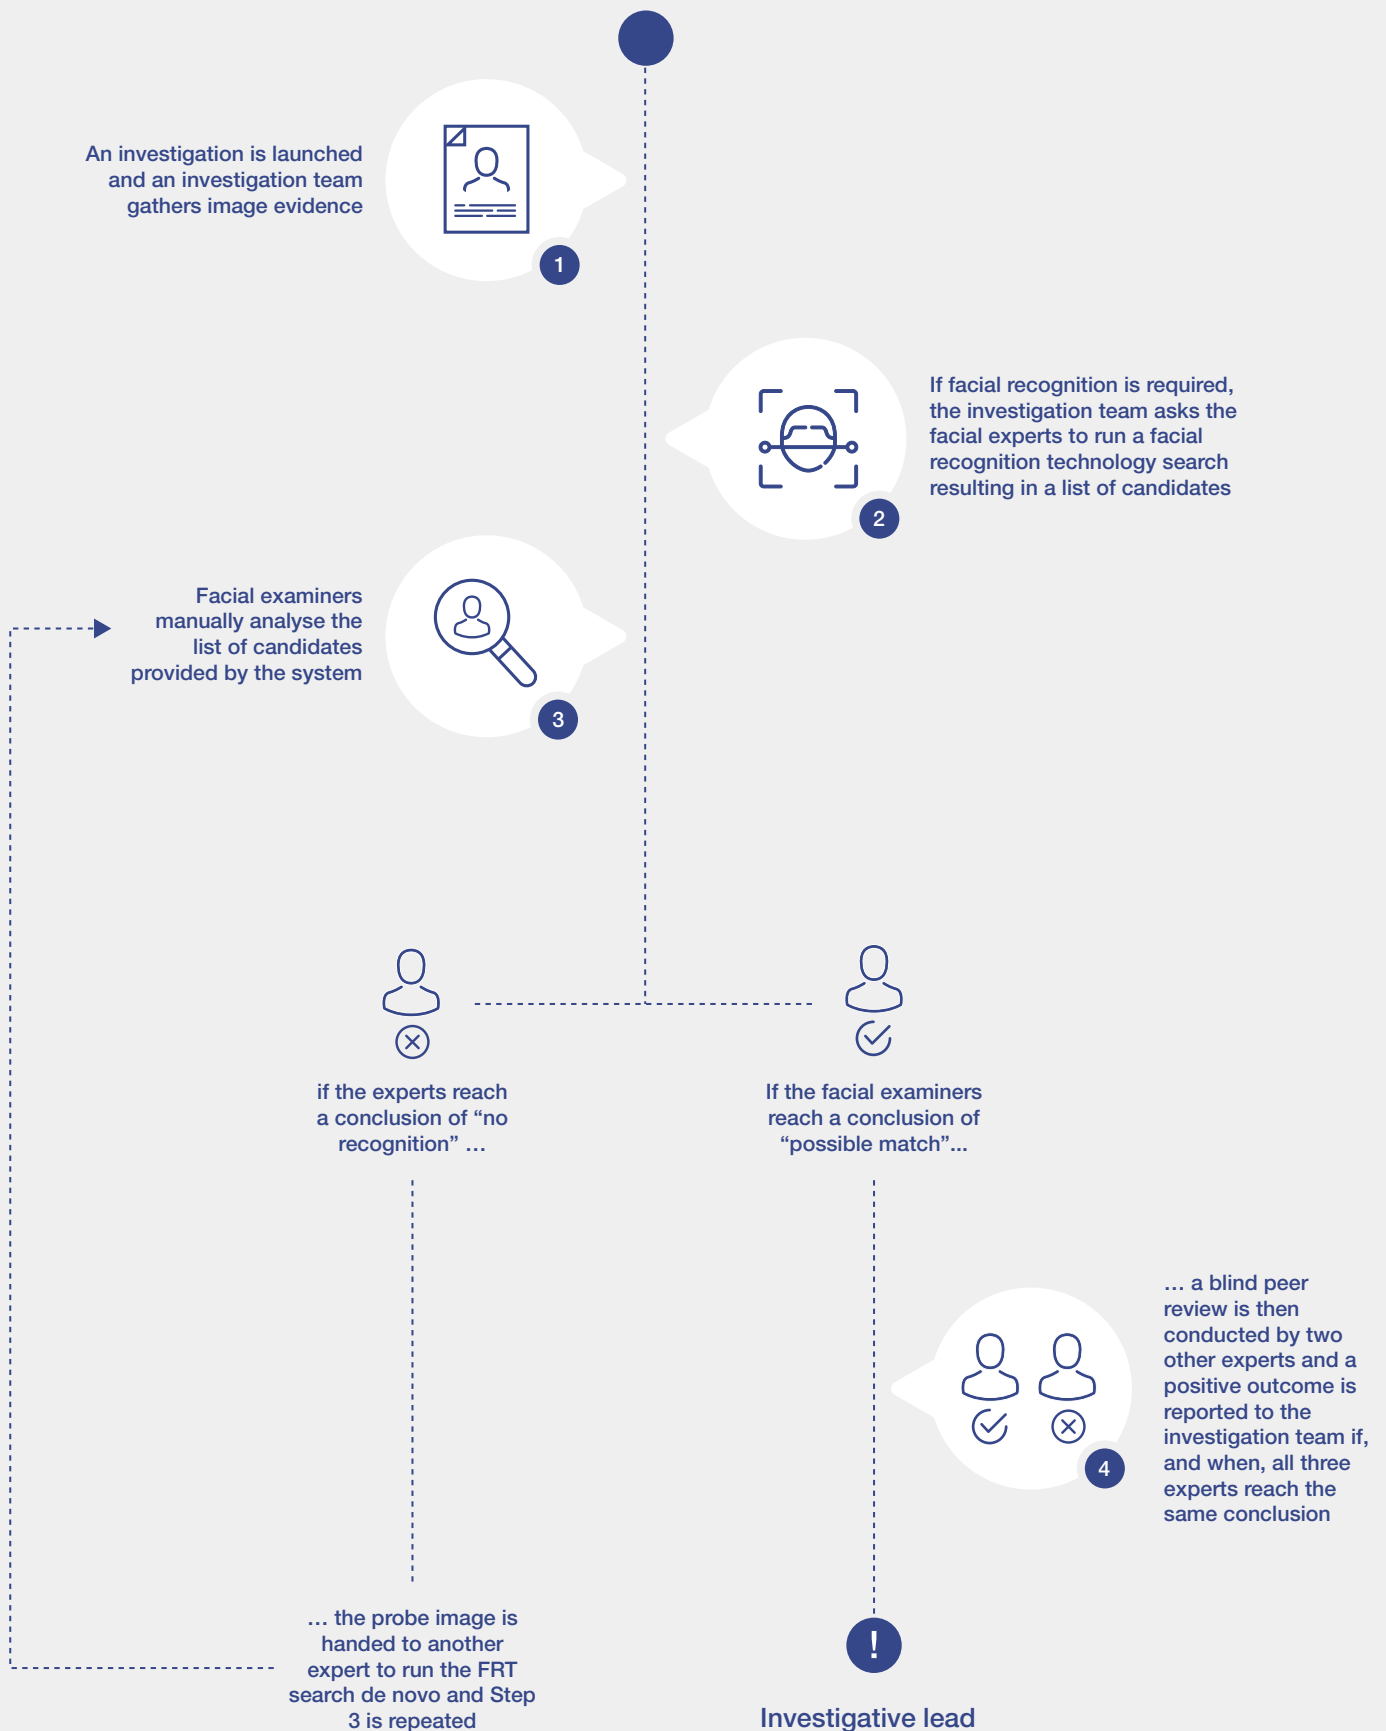 An investigation is launched
and an investigation team
gathers image evidence
1
If facial recognition is required,
the investigation team asks the
facial experts to run a facial
recognition technology search
resulting in a list of candidates
2
Facial examiners
manually analyse the
list of candidates
provided by the system
3
if the experts reach
a conclusion of “no
recognition” …
If the facial examiners
reach a conclusion of
“possible match”...
… a blind peer
review is then
conducted by two
other experts and a
positive outcome is
reported to the
investigation team if,
and when, all three
experts reach the
same conclusion
4
… the probe image is
handed to another
expert to run the FRT
search de novo and Step
3 is repeated
!
Investigative lead